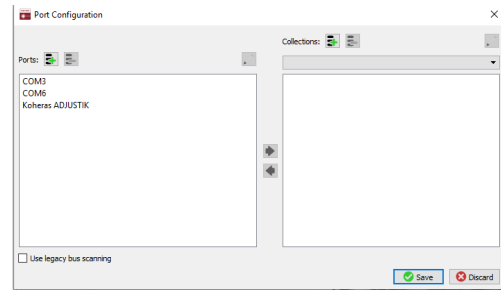 Port Configuration
Collections:
Ports:
COM3
COM6
Koheras ADJUSTIK
Use legacy bus scanning
Save
Discard